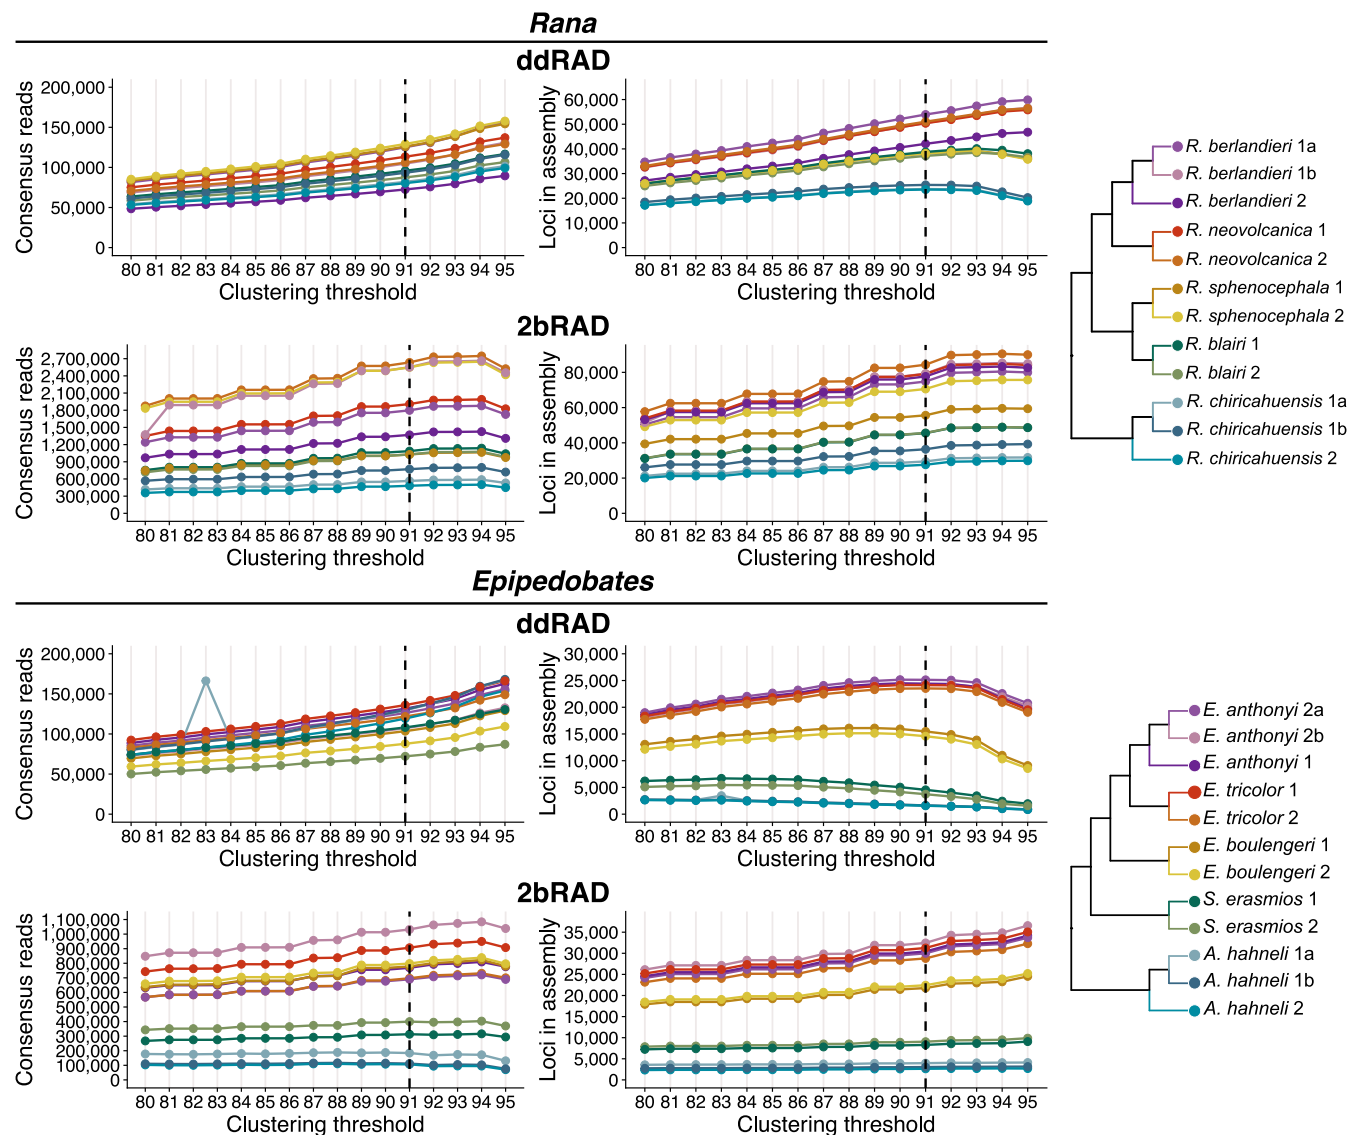 Rana
ddRAD
Consensus reads
200,000
150,000
100,000
50,000
0
80 81 82 83 84 85 86 87 88 89 90 91 92 93 94 95
Clustering threshold
Loci in assembly
60,000
50,000
40,000
30,000
20,000
10,000
0
80 81 82 83 84 85 86 87 88 89 90 91 92 93 94 95
Clustering threshold
2bRAD
Consensus reads
2,700,000
2,400,000
2,100,000
1,800,000
1,500,000
1,200,000
900,000
600,000
300,000
0
80 81 82 83 84 85 86 87 88 89 90 91 92 93 94 95
Clustering threshold
Loci in assembly
80,000
60,000
40,000
20,000
0
80 81 82 83 84 85 86 87 88 89 90 91 92 93 94 95
Clustering threshold
R. berlandieri 1a
R. berlandieri 1b
R. berlandieri 2
R. neovolcanica 1
R. neovolcanica 2
R. sphenocephala 1
R. sphenocephala 2
R. blairi 1
R. blairi 2
R. chiricahuensis 1a
R. chiricahuensis 1b
R. chiricahuensis 2
Epipedobates
ddRAD
Consensus reads
200,000
150,000
100,000
50,000
0
80 81 82 83 84 85 86 87 88 89 90 91 92 93 94 95
Clustering threshold
Loci in assembly
30,000
25,000
20,000
15,000
10,000
5,000
0
80 81 82 83 84 85 86 87 88 89 90 91 92 93 94 95
Clustering threshold
2bRAD
Consensus reads
1,100,000
1,000,000
900,000
800,000
700,000
600,000
500,000
400,000
300,000
200,000
100,000
0
80 81 82 83 84 85 86 87 88 89 90 91 92 93 94 95
Clustering threshold
Loci in assembly
35,000
30,000
25,000
20,000
15,000
10,000
5,000
0
80 81 82 83 84 85 86 87 88 89 90 91 92 93 94 95
Clustering threshold
E. anthonyi 2a
E. anthonyi 2b
E. anthonyi 1
E. tricolor 1
E. tricolor 2
E. boulengeri 1
E. boulengeri 2
S. erasmios 1
S. erasmios 2
A. hahneli 1a
A. hahneli 1b
A. hahneli 2